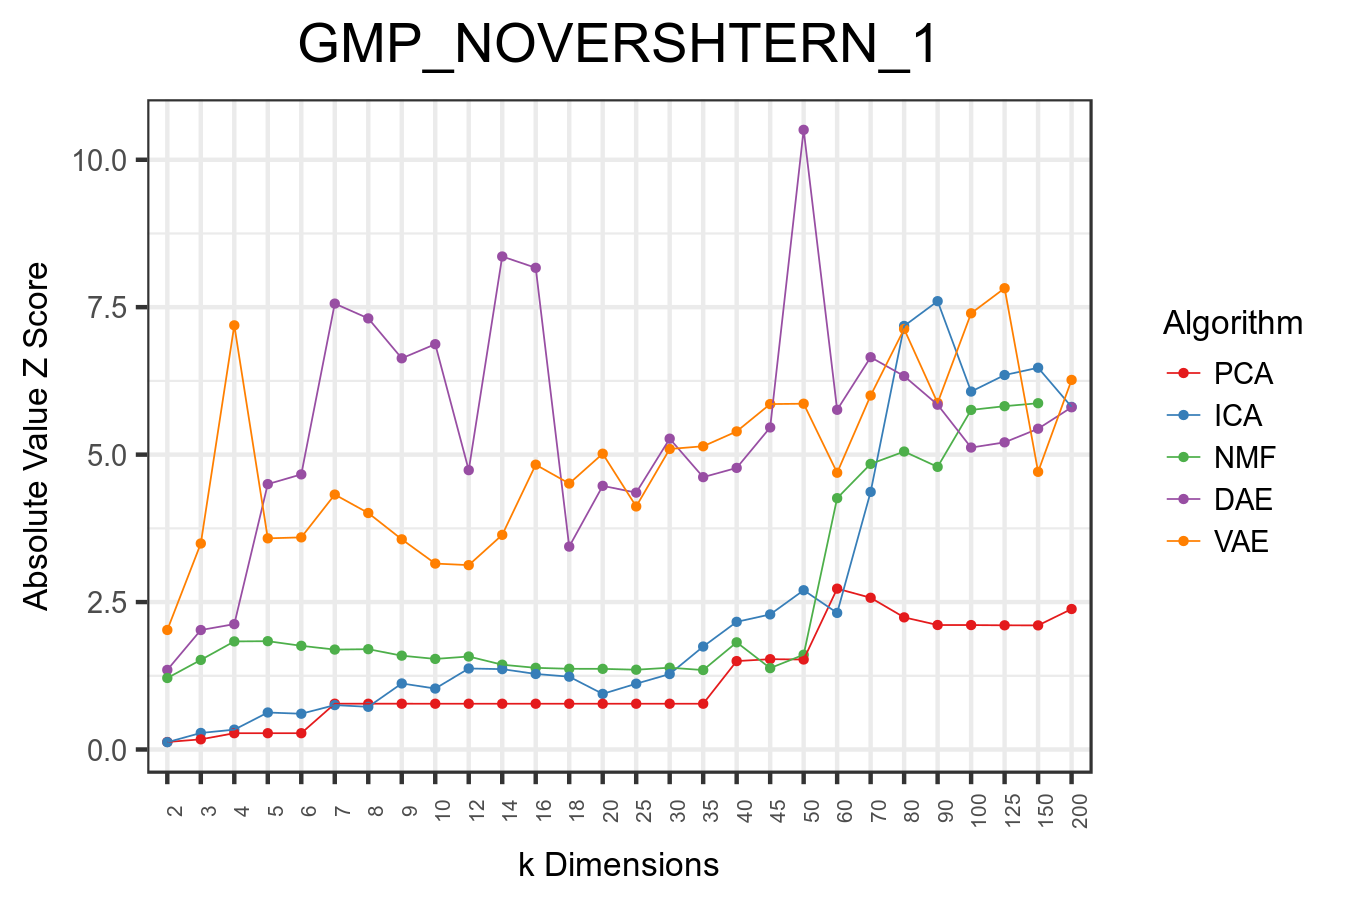 GMP_NOVERSHTERN_1
Absolute Value Z Score
10.0
7.5
5.0
2.5
0.0
2 3 4 5 6 7 8 9 10 12 14 16 18 20 25 30 35 40 45 50 60 70 80 90 100 125 150 200
k Dimensions
Algorithm
PCA
ICA
NMF
DAE
VAE